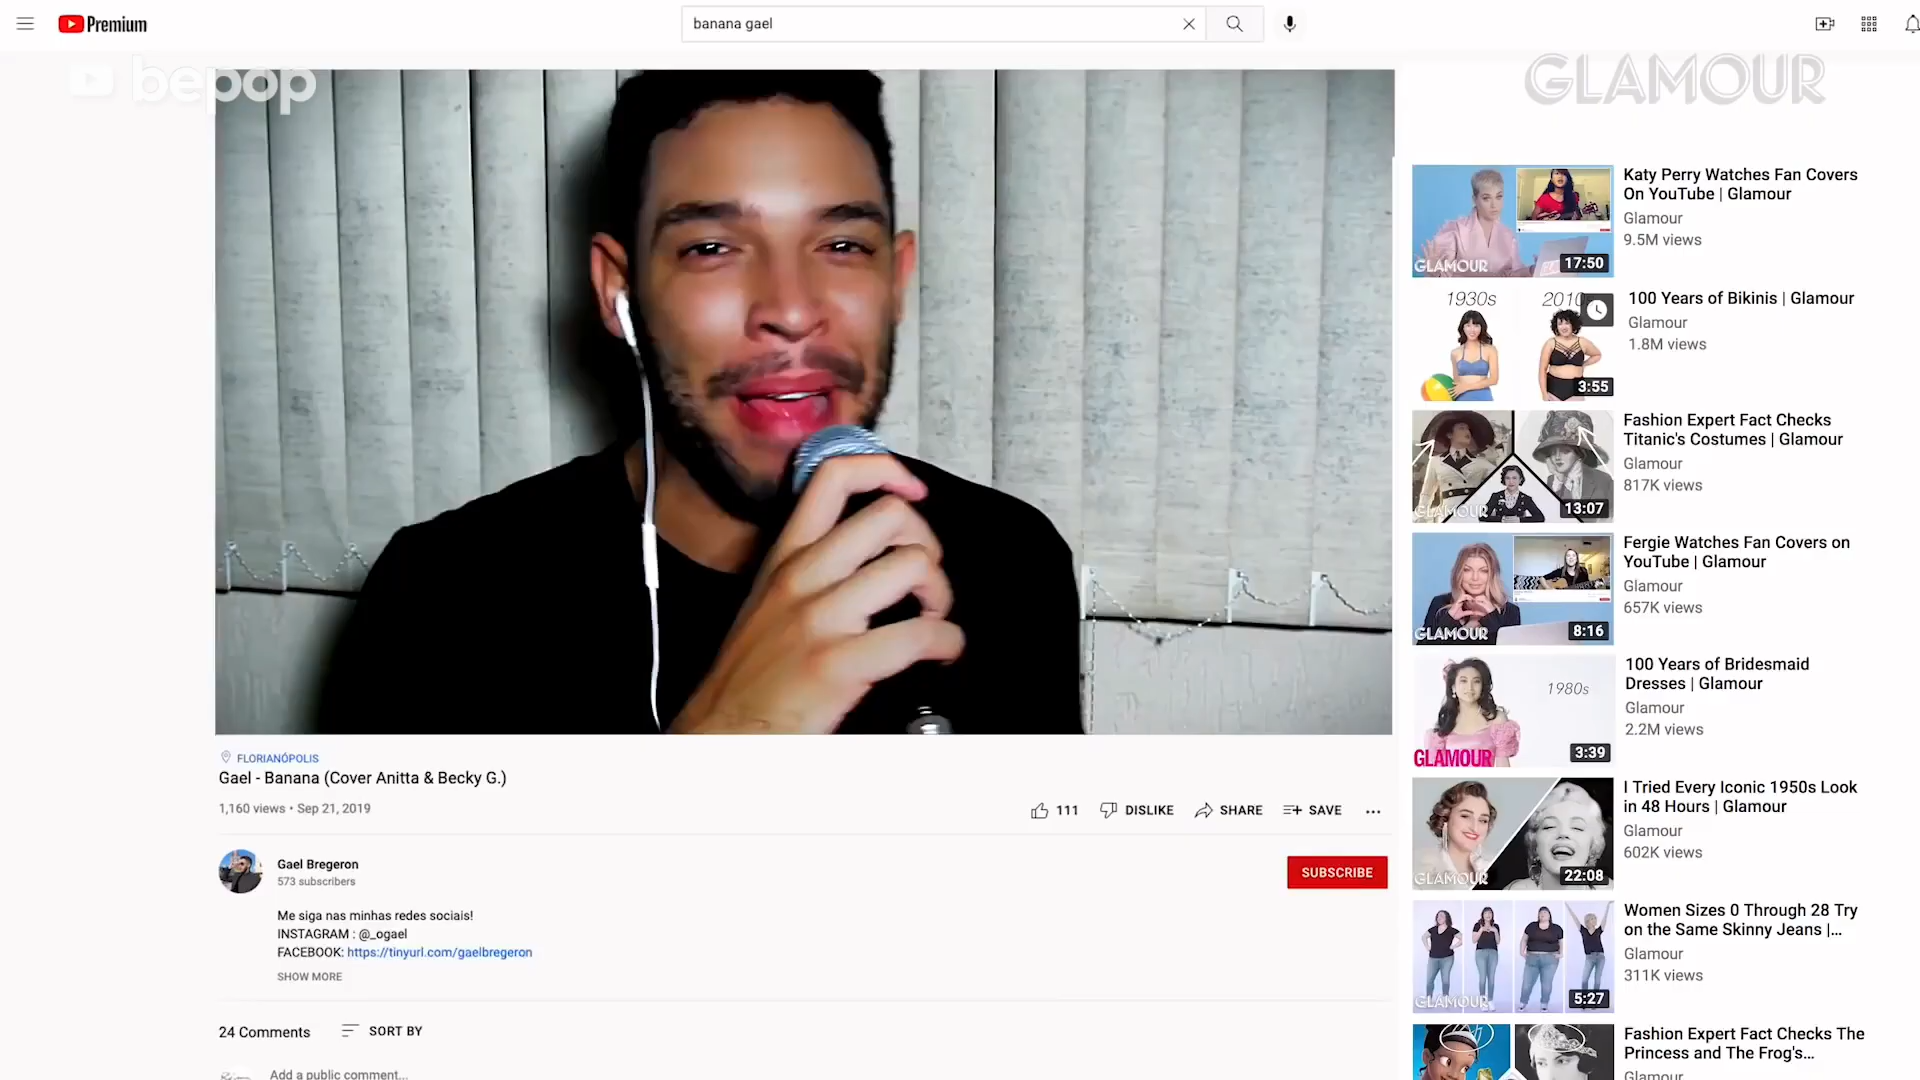 Premium
banana gael
bepop
GLAMOUR
FLORIANÓPOLIS
Gael - Banana (Cover Anitta & Becky G.)
1,160 views • Sep 21, 2019
111
DISLIKE
SHARE
SAVE
Gael Bregeron
573 subscribers
SUBSCRIBE
Me siga nas minhas redes sociais!
INSTAGRAM : @_ogael
FACEBOOK: https://tinyurl.com/gaelbregeron
SHOW MORE
24 Comments
SORT BY
Add a public comment...
GLAMOUR
17:50
Katy Perry Watches Fan Covers
On YouTube | Glamour
Glamour
9.5M views
1930s
2010
3:55
100 Years of Bikinis | Glamour
Glamour
1.8M views
GLAMOUR
13:07
Fashion Expert Fact Checks
Titanic's Costumes | Glamour
Glamour
817K views
GLAMOUR
8:16
Fergie Watches Fan Covers on
YouTube | Glamour
Glamour
657K views
1980s
GLAMOUR
3:39
100 Years of Bridesmaid
Dresses | Glamour
Glamour
2.2M views
GLAMOUR
22:08
I Tried Every Iconic 1950s Look
in 48 Hours | Glamour
Glamour
602K views
GLAMOUR
5:27
Women Sizes 0 Through 28 Try
on the Same Skinny Jeans |...
Glamour
311K views
Fashion Expert Fact Checks The
Princess and The Frog's...
Glamour